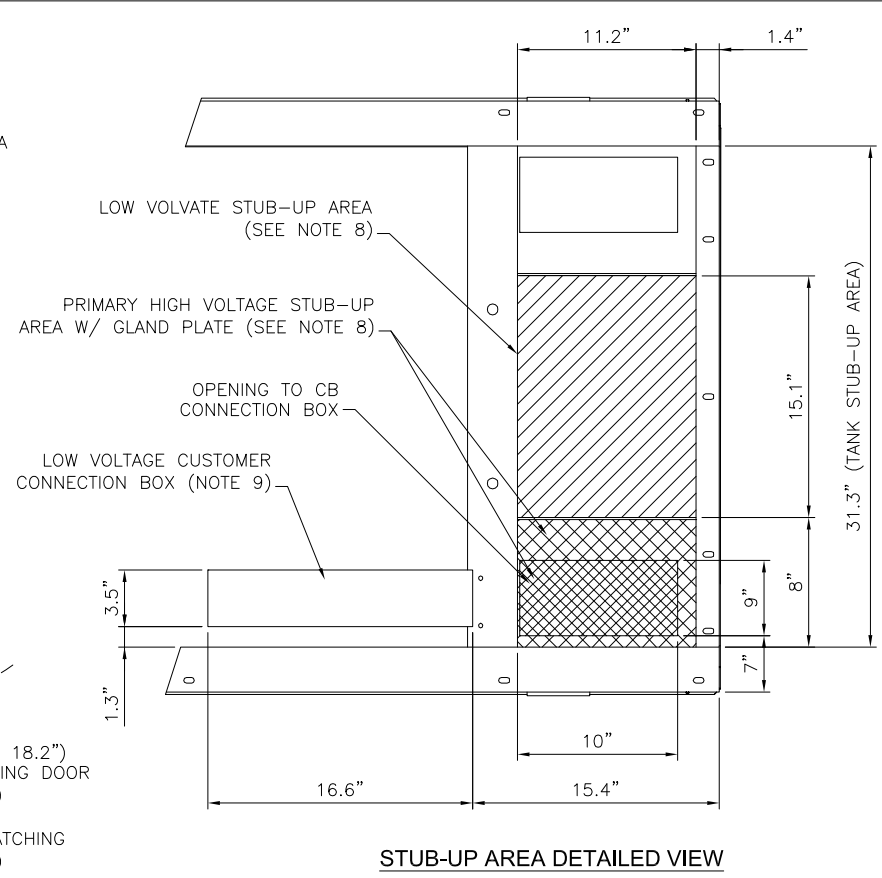 11.2"
1.4"
A
LOW VOLVATE STUB-UP AREA
(SEE NOTE 8)
PRIMARY HIGH VOLTAGE STUB-UP
AREA W/ GLAND PLATE (SEE NOTE 8)
OPENING TO CB
CONNECTION BOX
LOW VOLTAGE CUSTOMER
CONNECTION BOX (NOTE 9)
15.1"
31.3" (TANK STUB-UP AREA)
3.5"
9"
8"
1.3"
7"
18.2")
ING DOOR
)
10"
16.6"
15.4"
ATCHING
)
STUB-UP AREA DETAILED VIEW